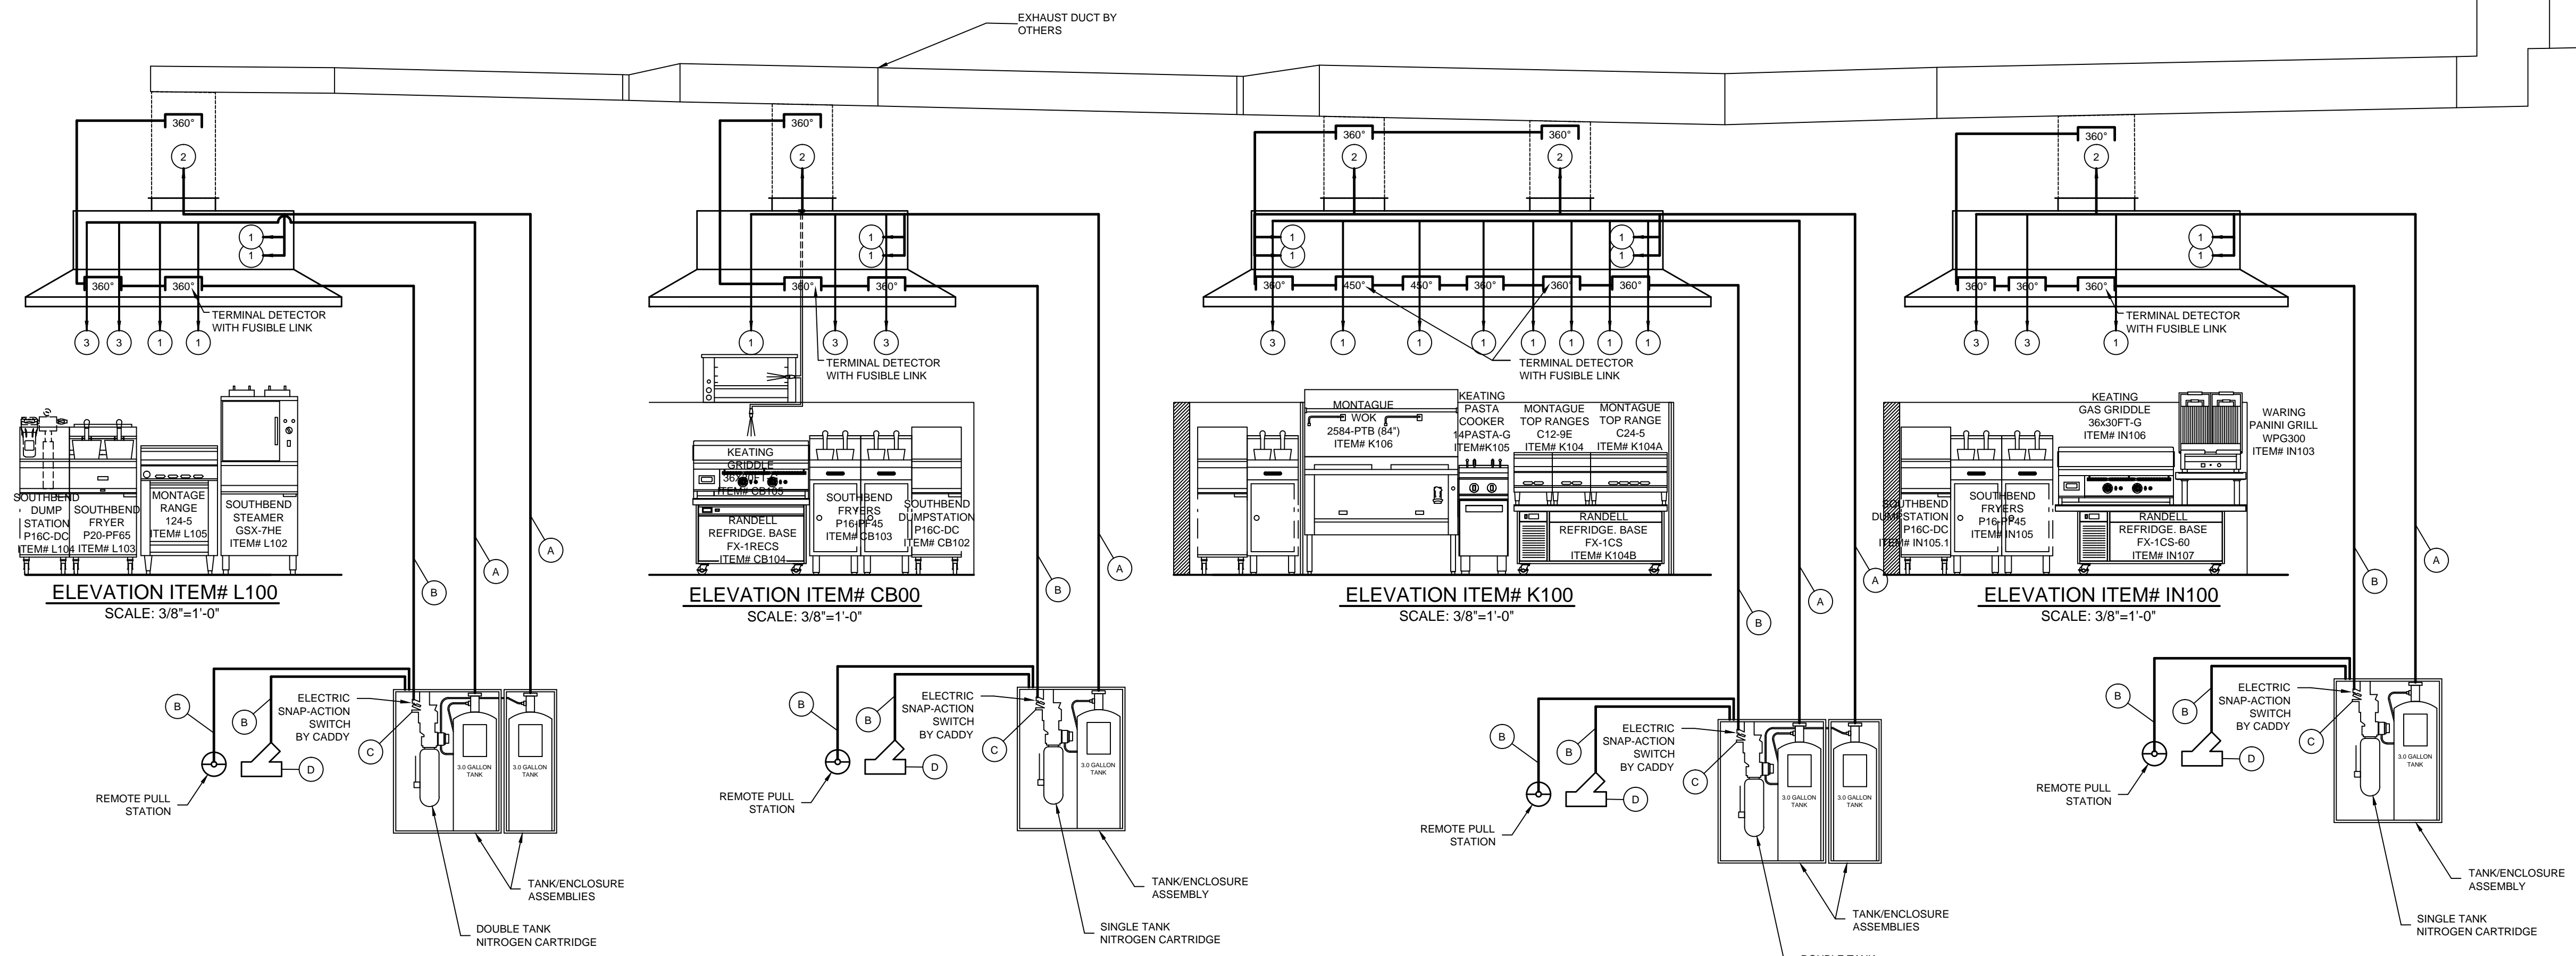 EXHAUST DUCT BY
OTHERS
360°
2
1
1
360°
360°
TERMINAL DETECTOR
WITH FUSIBLE LINK
3
3
1
1
SOUTHBEND
DUMP
STATION
P16C-DC
ITEM# L104
SOUTHBEND
FRYER
P20-PF65
ITEM# L103
MONTAGE
RANGE
124-5
ITEM# L105
SOUTHBEND
STEAMER
GSX-7HE
ITEM# L102
B
A
A
ELEVATION ITEM# L100
SCALE: 3/8"=1'-0"
B
B
ELECTRIC
SNAP-ACTION
SWITCH
BY CADDY
C
D
3.0 GALLON
TANK
3.0 GALLON
TANK
REMOTE PULL
STATION
TANK/ENCLOSURE
ASSEMBLIES
DOUBLE TANK
NITROGEN CARTRIDGE
360°
2
1
1
360°
360°
1
3
3
TERMINAL DETECTOR
WITH FUSIBLE LINK
KEATING
GRIDDLE
ITEM# CB105
RANDELL
REFRIDGE. BASE
FX-1RECS
ITEM# CB104
SOUTHBEND
FRYERS
P16-PF45
ITEM# CB103
SOUTHBEND
DUMPSTATION
P16C-DC
ITEM# CB102
B
A
ELEVATION ITEM# CB00
SCALE: 3/8"=1'-0"
B
B
ELECTRIC
SNAP-ACTION
SWITCH
BY CADDY
C
D
3.0 GALLON
TANK
REMOTE PULL
STATION
TANK/ENCLOSURE
ASSEMBLY
SINGLE TANK
NITROGEN CARTRIDGE
360°
360°
2
2
1
1
1
1
360°
450°
450°
360°
360°
360°
3
1
1
1
1
1
1
1
TERMINAL DETECTOR
WITH FUSIBLE LINK
MONTAGUE
WOK
2584-PTB (84")
ITEM# K106
KEATING
PASTA
COOKER
14PASTA-G
ITEM#K105
MONTAGUE
TOP RANGES
C12-9E
ITEM# K104
MONTAGUE
TOP RANGE
C24-5
ITEM# K104A
RANDELL
REFRIDGE. BASE
FX-1CS
ITEM# K104B
B
A
A
ELEVATION ITEM# K100
SCALE: 3/8"=1'-0"
B
B
ELECTRIC
SNAP-ACTION
SWITCH
BY CADDY
C
D
3.0 GALLON
TANK
3.0 GALLON
TANK
REMOTE PULL
STATION
TANK/ENCLOSURE
ASSEMBLIES
360°
2
1
1
360°
360°
360°
TERMINAL DETECTOR
WITH FUSIBLE LINK
3
3
1
SOUTHBEND
DUMPSTATION
P16C-DC
ITEM# IN105.1
SOUTHBEND
FRYERS
P16-PF45
ITEM# IN105
KEATING
GAS GRIDDLE
36x30FT-G
ITEM# IN106
RANDELL
REFRIDGE. BASE
FX-1CS-60
ITEM# IN107
WARING
PANINI GRILL
WPG300
ITEM# IN103
B
A
ELEVATION ITEM# IN100
SCALE: 3/8"=1'-0"
B
B
ELECTRIC
SNAP-ACTION
SWITCH
BY CADDY
C
D
3.0 GALLON
TANK
REMOTE PULL
STATION
TANK/ENCLOSURE
ASSEMBLY
SINGLE TANK
NITROGEN CARTRIDGE